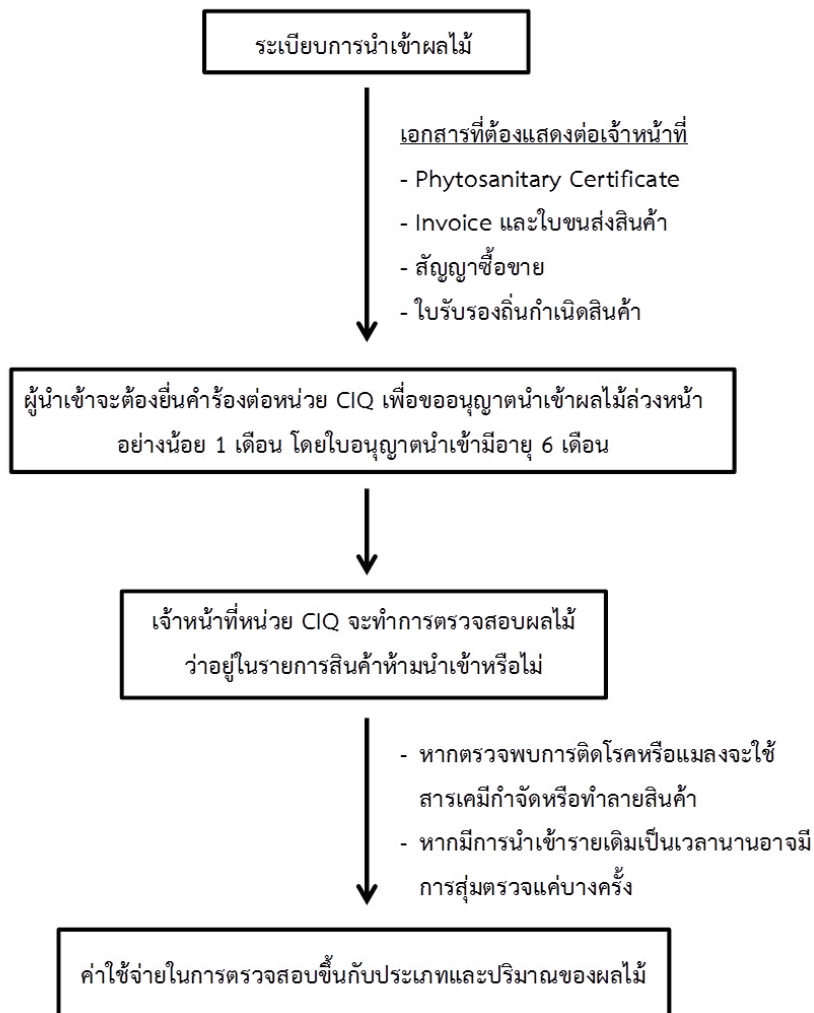 ระเบียบการนำเข้าผลไม้
เอกสารที่ต้องแสดงต่อเจ้าหน้าที่
- Phytosanitary Certificate
- Invoice และใบขนส่งสินค้า
- สัญญาซื้อขาย
- ใบรับรองถิ่นกำเนิดสินค้า
ผู้นำเข้าจะต้องยื่นคำร้องต่อหน่วย CIQ เพื่อขออนุญาตนำเข้าผลไม้ล่วงหน้า
อย่างน้อย 1 เดือน โดยใบอนุญาตนำเข้ามีอายุ 6 เดือน
เจ้าหน้าที่หน่วย CIQ จะทำการตรวจสอบผลไม้
ว่าอยู่ในรายการสินค้าห้ามนำเข้าหรือไม่
- หากตรวจพบการติดโรคหรือแมลงจะใช้
สารเคมีกำจัดหรือทำลายสินค้า
- หากมีการนำเข้ารายเดิมเป็นเวลานานอาจมี
การสุ่มตรวจแค่บางครั้ง
ค่าใช้จ่ายในการตรวจสอบขึ้นกับประเภทและปริมาณของผลไม้